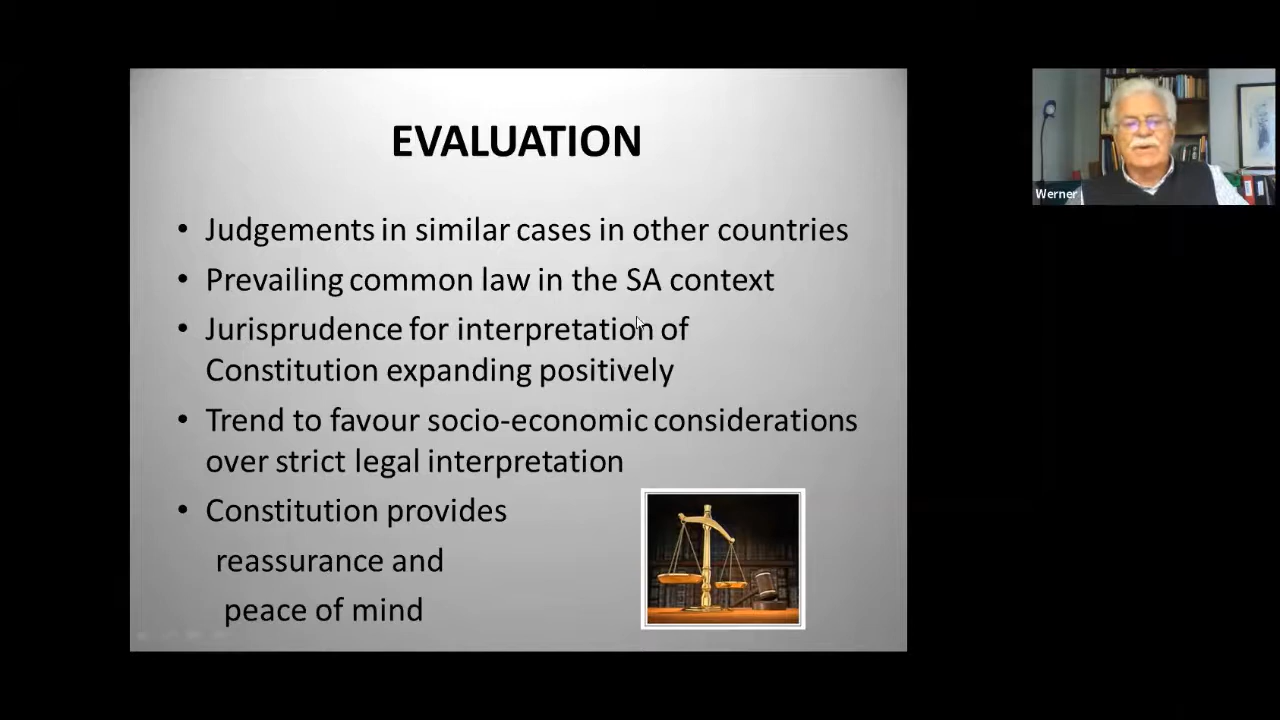 EVALUATION
• Judgements in similar cases in other countries
• Prevailing common law in the SA context
• Jurisprudence for interpretation of
Constitution expanding positively
• Trend to favour socio-economic considerations
over strict legal interpretation
• Constitution provides
reassurance and
peace of mind
Werner